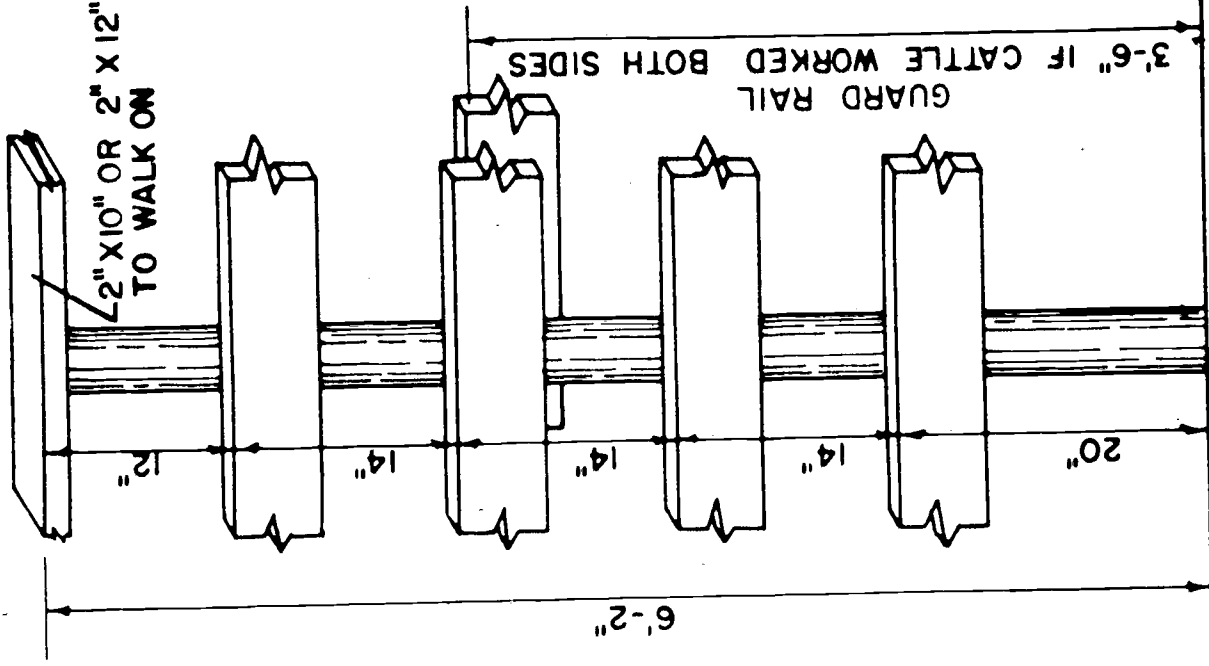 2" X10" OR 2" X 12"
TO WALK ON
GUARD RAIL
3'-6" IF CATTLE WORKED BOTH SIDES
12"
14"
14"
14"
20"
6'-2"